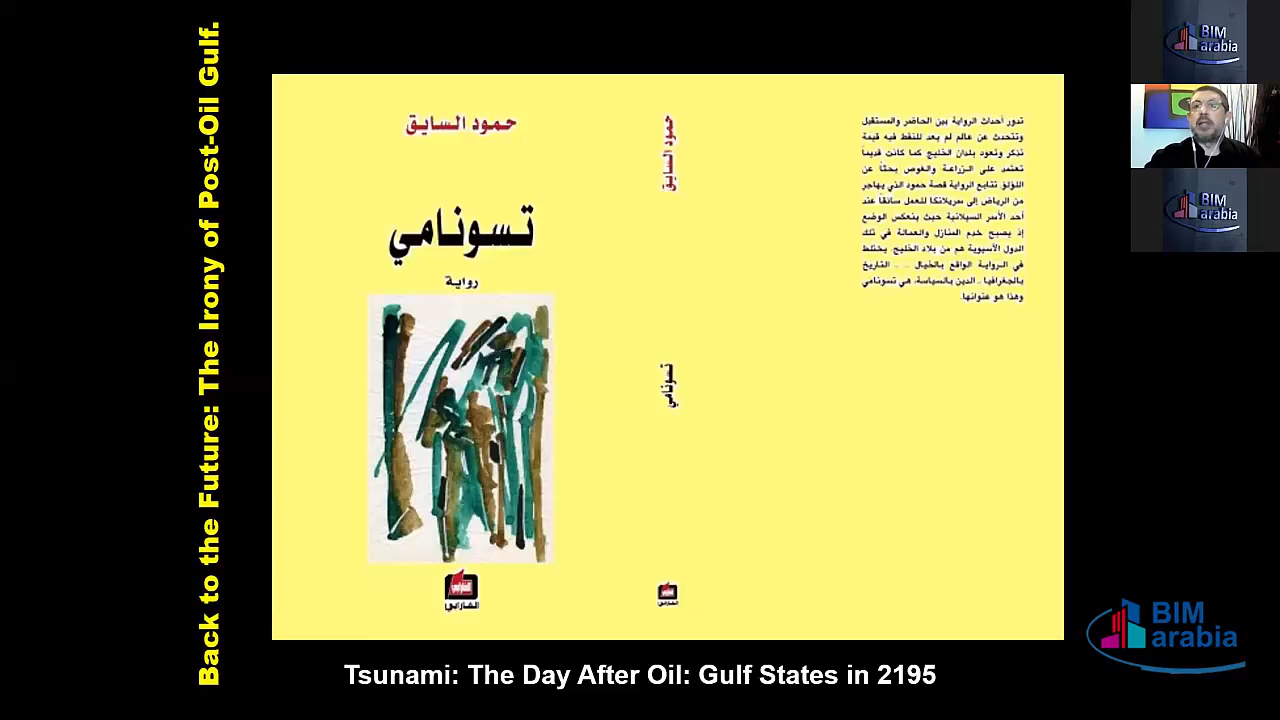 Back to the Future: The Irony of Post-Oil Gulf.
حمود السايق
تسونامي
رواية
الفارابي
حمود السايق
تسونامي
تدور أحداث الرواية بين الحاضر والمستقبل
وتتحدث عن عالم لم يعد للنفط فيه قيمة
تذكر وتعود بلدان الخليج كما كانت قديماً
تعتمد على الزراعة والغوص بحثاً عن
اللؤلؤ. تتابع الرواية قصة حمود الذي يهاجر
من الرياض إلى سريلانكا للعمل سائقاً عند
أحد الأسر السيلانية حيث ينعكس الوضع
إذ يصبح خدم المنازل والعمالة في تلك
الدول الآسيوية هم من بلاد الخليج. يختلط
في الرواية الواقع بالخيال .. .. التاريخ
بالجغرافيا .. الدين بالسياسة، هي تسونامي
وهذا هو عنوانها.
Tsunami: The Day After Oil: Gulf States in 2195
BIM
arabia
BIM
arabia
BIM
arabia